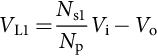 V_L1 = N_s1/N_p V_i − V_o